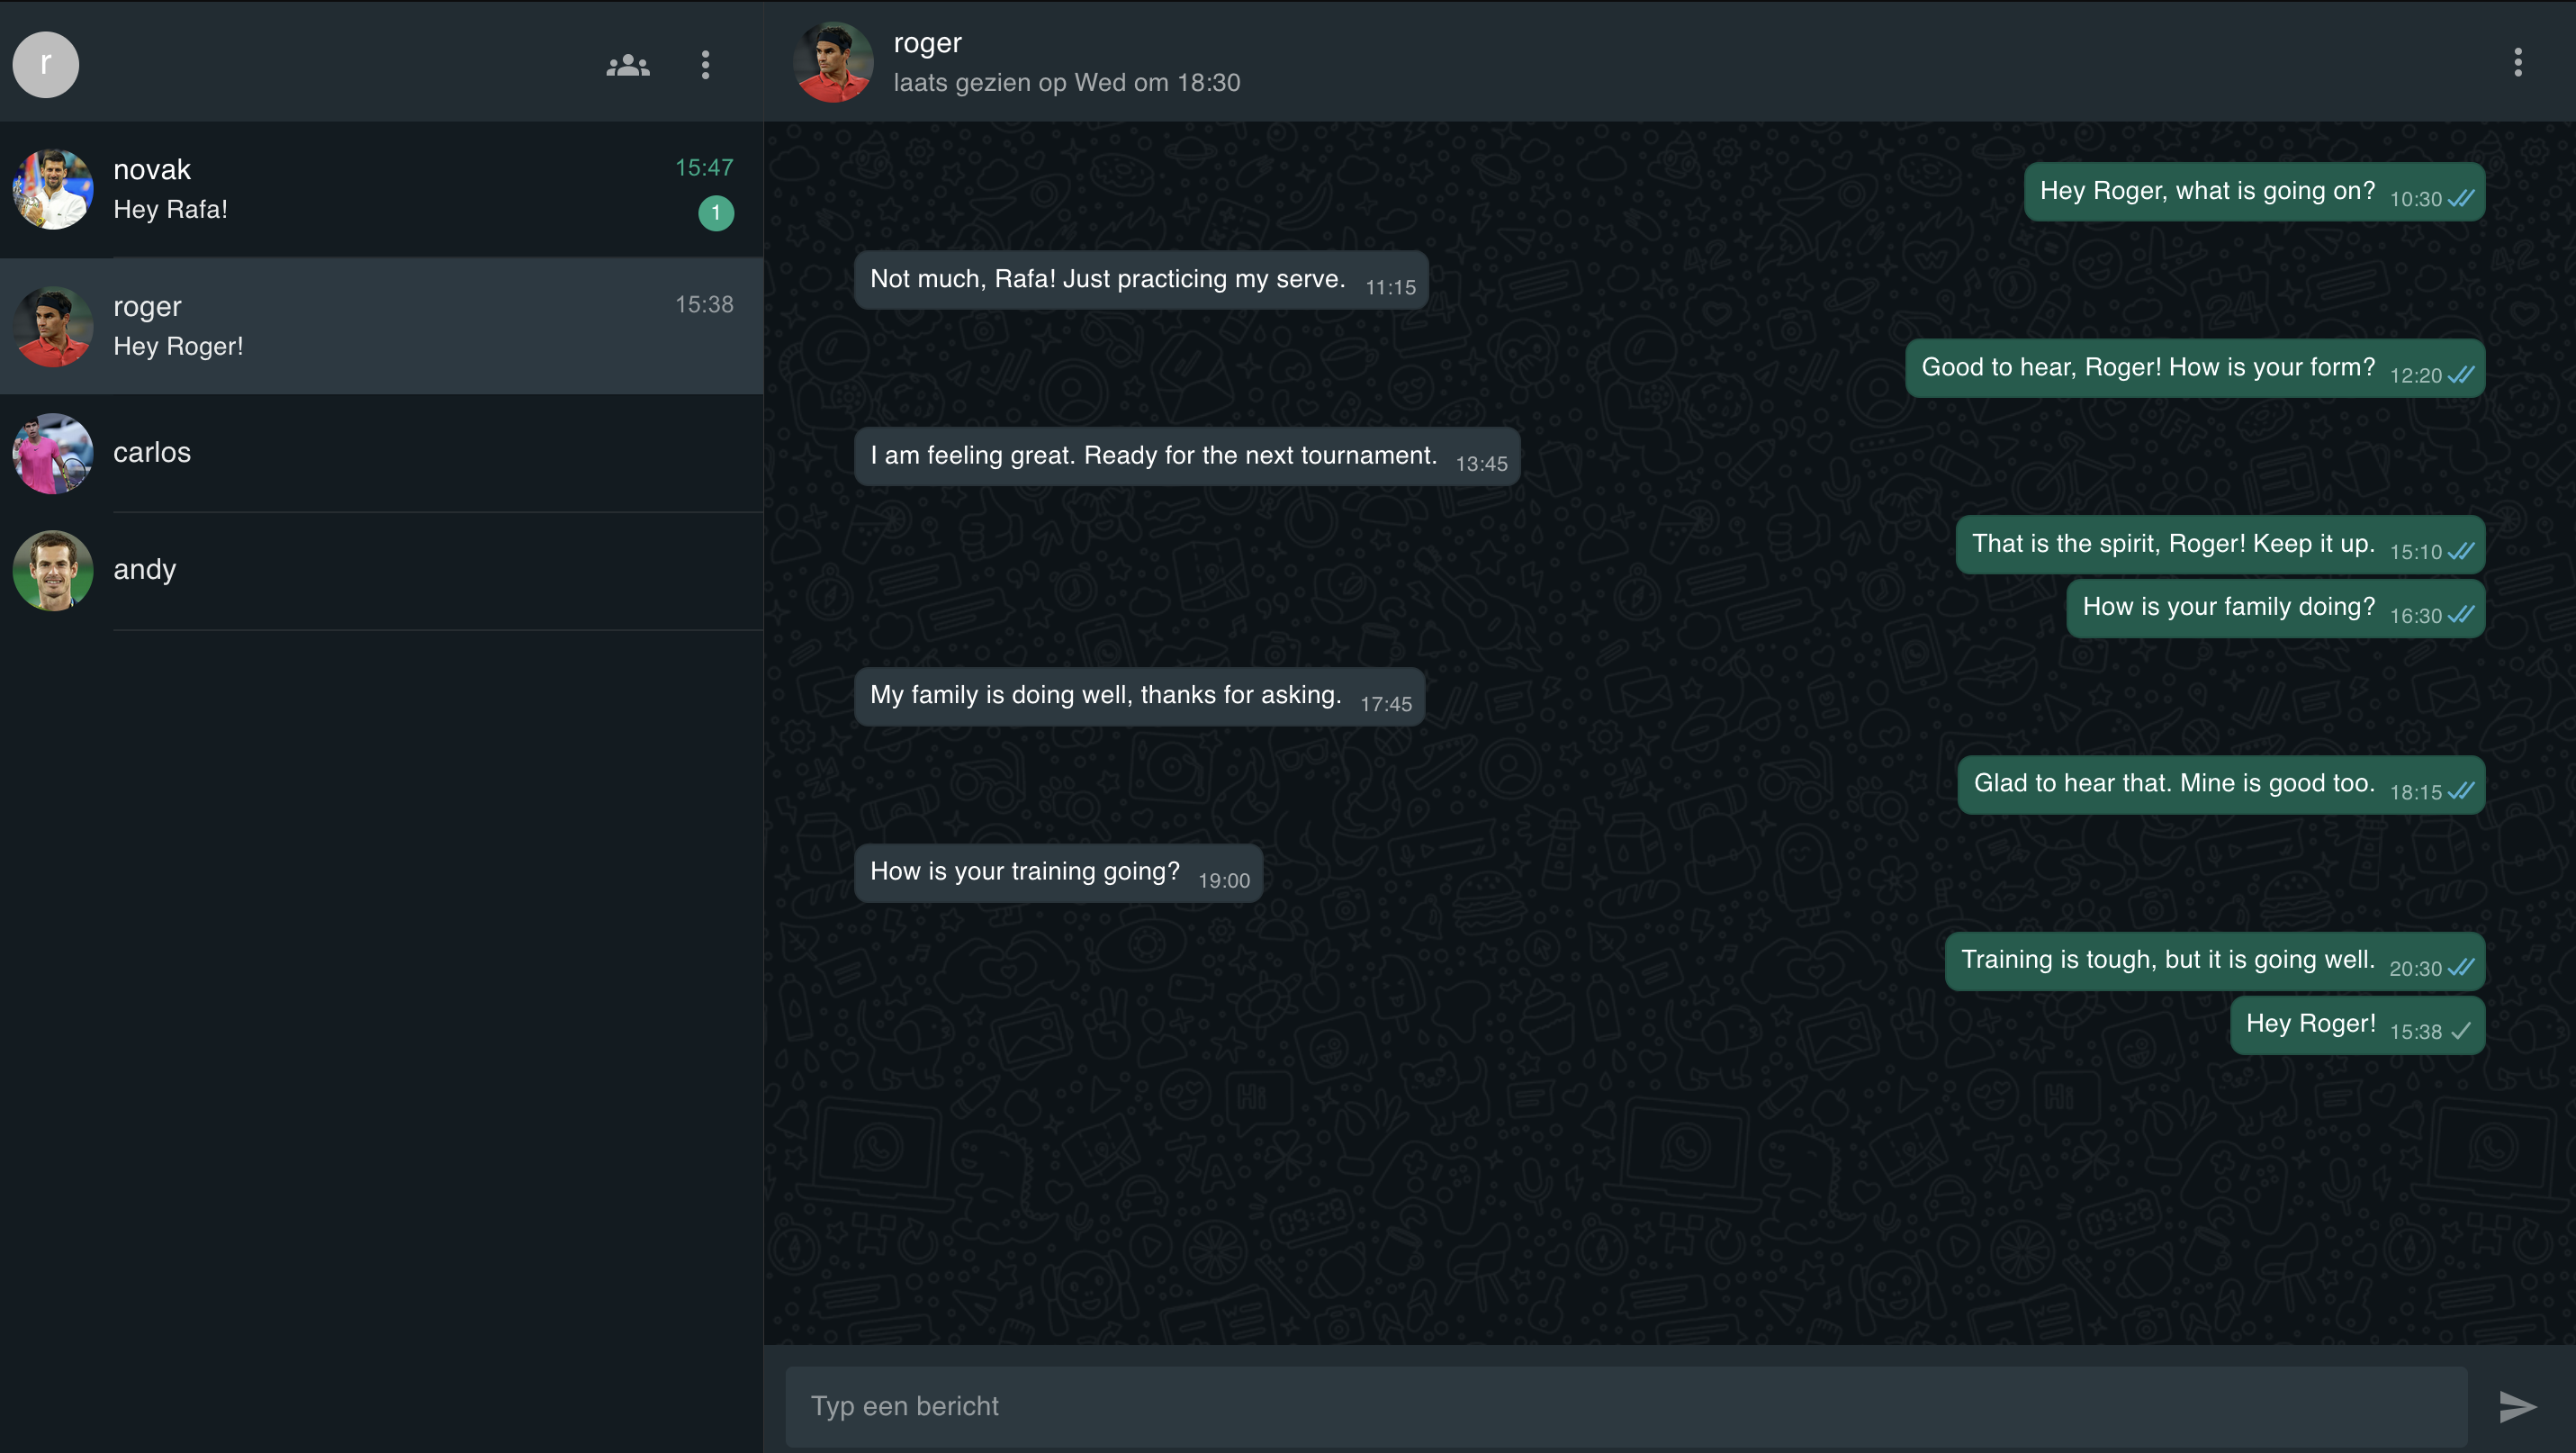 r
novak
15:47
Hey Rafa!
1
roger
15:38
Hey Roger!
carlos
andy
roger
laats gezien op Wed om 18:30
Hey Roger, what is going on? 10:30
Not much, Rafa! Just practicing my serve. 11:15
Good to hear, Roger! How is your form? 12:20
I am feeling great. Ready for the next tournament. 13:45
That is the spirit, Roger! Keep it up. 15:10
How is your family doing? 16:30
My family is doing well, thanks for asking. 17:45
Glad to hear that. Mine is good too. 18:15
How is your training going? 19:00
Training is tough, but it is going well. 20:30
Hey Roger! 15:38
Typ een bericht